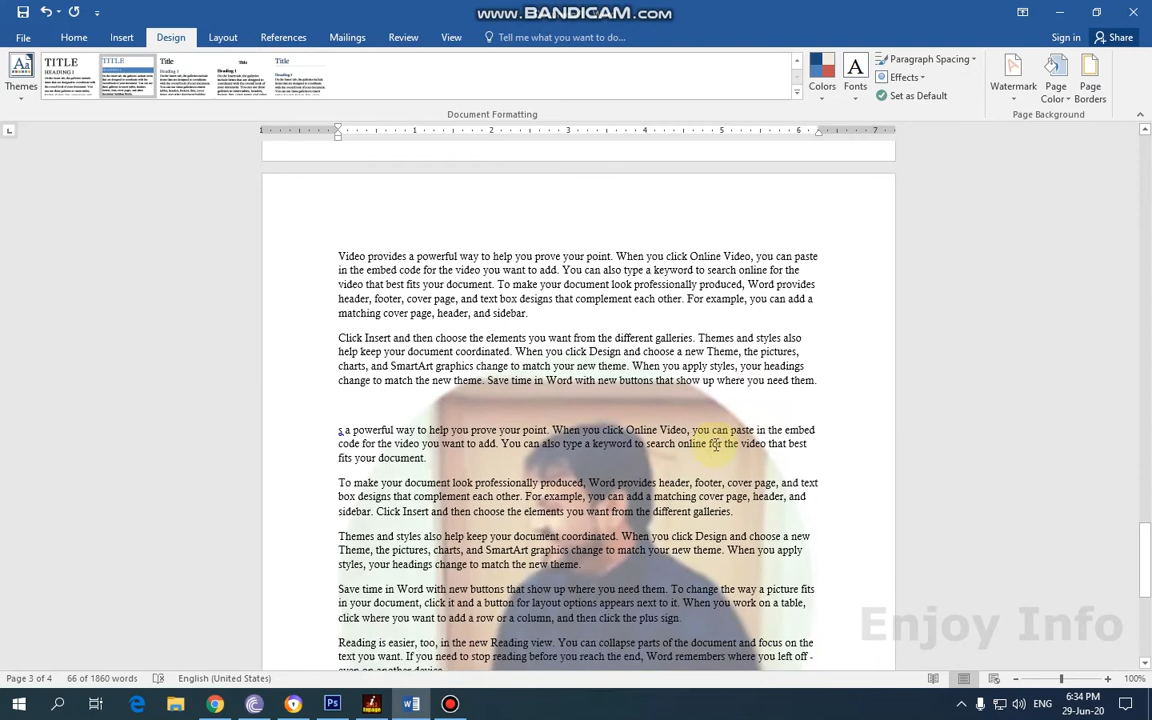 www.BANDICAM.com
File Home Insert Design Layout References Mailings Review View Tell me what you want to do... Sign in Share
Themes
TITLE
HEADING 1
TITLE
HEADING 1
Title
Heading 1
Title
Heading 1
Title
Heading 1
Colors
Fonts
Paragraph Spacing
Effects
Set as Default
Watermark
Page Color
Page Borders
Document Formatting
Page Background
1 1 2 3 4 5 6 7
Video provides a powerful way to help you prove your point. When you click Online Video, you can paste
in the embed code for the video you want to add. You can also type a keyword to search online for the
video that best fits your document. To make your document look professionally produced, Word provides
header, footer, cover page, and text box designs that complement each other. For example, you can add a
matching cover page, header, and sidebar.
Click Insert and then choose the elements you want from the different galleries. Themes and styles also
help keep your document coordinated. When you click Design and choose a new Theme, the pictures,
charts, and SmartArt graphics change to match your new theme. When you apply styles, your headings
change to match the new theme. Save time in Word with new buttons that show up where you need them.
s a powerful way to help you prove your point. When you click Online Video, you can paste in the embed
code for the video you want to add. You can also type a keyword to search online for the video that best
fits your document.
To make your document look professionally produced, Word provides header, footer, cover page, and text
box designs that complement each other. For example, you can add a matching cover page, header, and
sidebar. Click Insert and then choose the elements you want from the different galleries.
Themes and styles also help keep your document coordinated. When you click Design and choose a new
Theme, the pictures, charts, and SmartArt graphics change to match your new theme. When you apply
styles, your headings change to match the new theme.
Save time in Word with new buttons that show up where you need them. To change the way a picture fits
in your document, click it and a button for layout options appears next to it. When you work on a table,
click where you want to add a row or a column, and then click the plus sign.
Reading is easier, too, in the new Reading view. You can collapse parts of the document and focus on the
text you want. If you need to stop reading before you reach the end, Word remembers where you left off -
even on another device.
Enjoy Info
Page 3 of 4 66 of 1860 words English (United States) 100%
Ps
Engage
ENG
6:34 PM
29-Jun-20